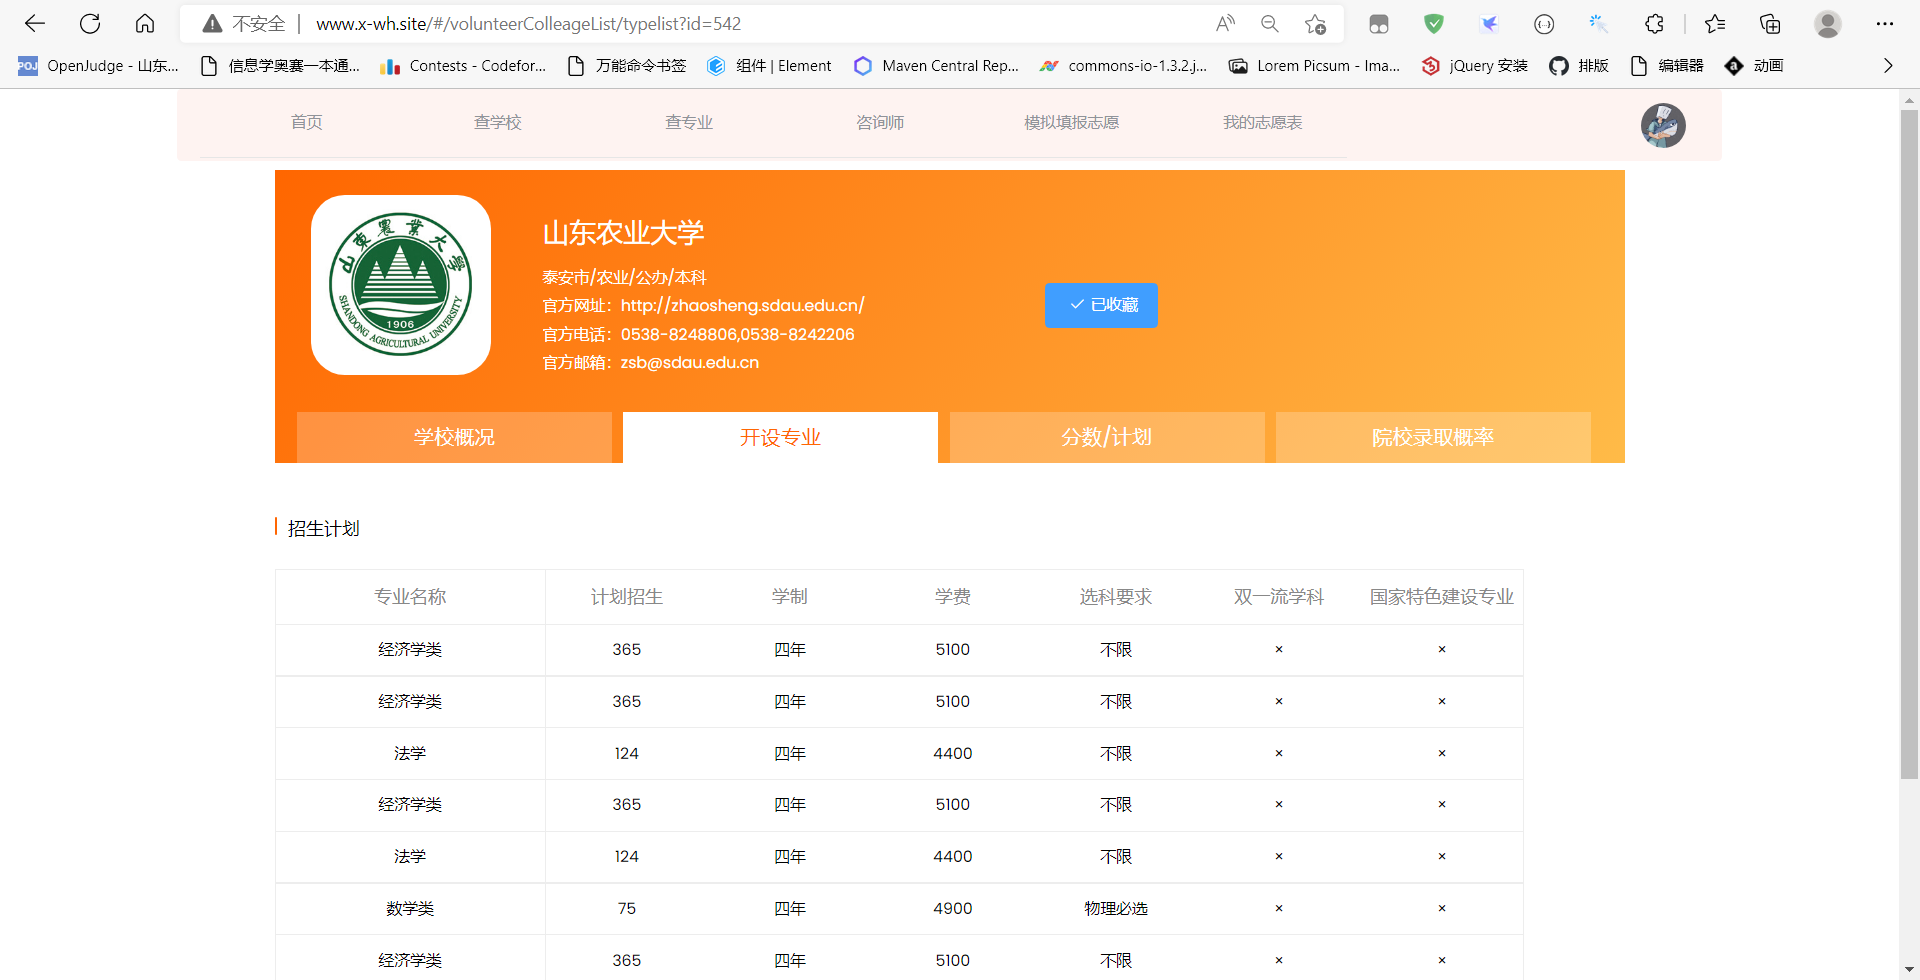 不安全 www.x-wh.site/#/volunteerColleageList/typelist?id=542
OpenJudge - 山东... 信息学奥赛一本通... Contests - Codefor... 万能命令书签 组件 | Element Maven Central Rep... commons-io-1.3.2.j... Lorem Picsum - Ima... jQuery 安装 排版 编辑器 动画
首页 查学校 查专业 咨询师 模拟填报志愿 我的志愿表
山東農業大學
1906
SHANDONG AGRICULTURAL UNIVERSITY
山东农业大学
泰安市/农业/公办/本科
官方网址：http://zhaosheng.sdau.edu.cn/
官方电话：0538-8248806,0538-8242206
官方邮箱：zsb@sdau.edu.cn
已收藏
学校概况 开设专业 分数/计划 院校录取概率
招生计划
专业名称 计划招生 学制 学费 选科要求 双一流学科 国家特色建设专业
经济学类 365 四年 5100 不限 × ×
经济学类 365 四年 5100 不限 × ×
法学 124 四年 4400 不限 × ×
经济学类 365 四年 5100 不限 × ×
法学 124 四年 4400 不限 × ×
数学类 75 四年 4900 物理必选 × ×
经济学类 365 四年 5100 不限 × ×